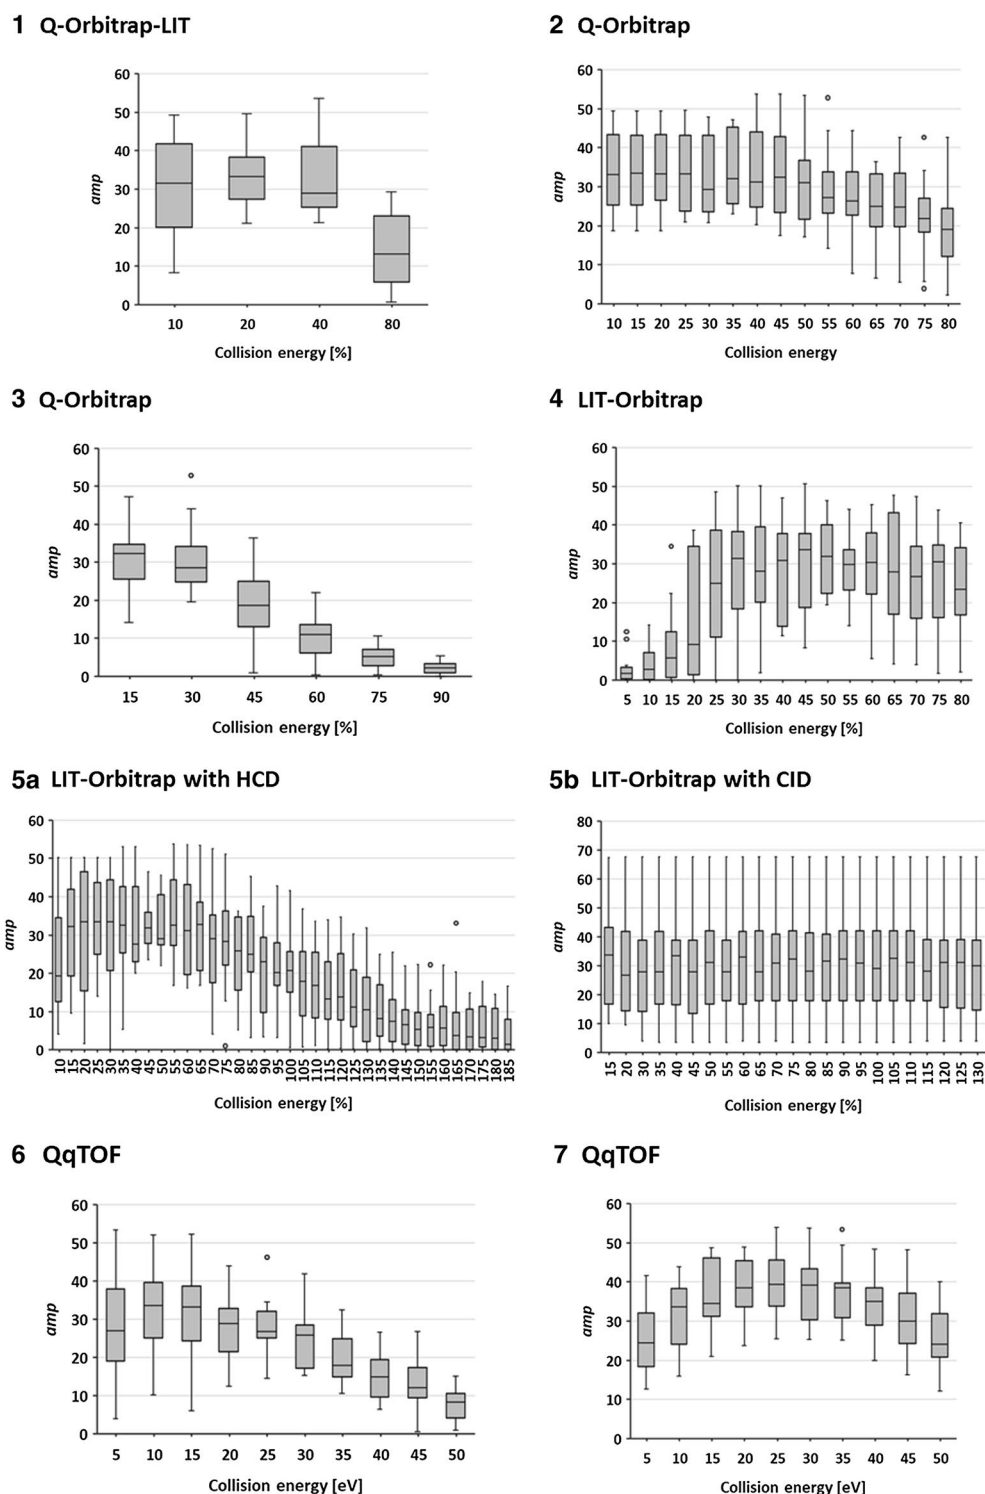 1 Q-Orbitrap-LIT
60
50
40
30
20
10
0
amp
10 20 40 80
Collision energy [%]
2 Q-Orbitrap
60
50
40
30
20
10
0
amp
10 15 20 25 30 35 40 45 50 55 60 65 70 75 80
Collision energy
3 Q-Orbitrap
60
50
40
30
20
10
0
amp
15 30 45 60 75 90
Collision energy [%]
4 LIT-Orbitrap
60
50
40
30
20
10
0
amp
5 10 15 20 25 30 35 40 45 50 55 60 65 70 75 80
Collision energy [%]
5a LIT-Orbitrap with HCD
60
50
40
30
20
10
0
amp
10 15 20 25 30 35 40 45 50 55 60 65 70 75 80 85 90 95 100 105 110 115 120 125 130 135 140 145 150 155 160 165 170 175 180 185
Collision energy [%]
5b LIT-Orbitrap with CID
80
70
60
50
40
30
20
10
0
amp
15 20 30 35 40 45 50 55 60 65 70 75 80 85 90 95 100 105 110 115 120 125 130
Collision energy [%]
6 QqTOF
60
50
40
30
20
10
0
amp
5 10 15 20 25 30 35 40 45 50
Collision energy [eV]
7 QqTOF
60
50
40
30
20
10
0
amp
5 10 15 20 25 30 35 40 45 50
Collision energy [eV]